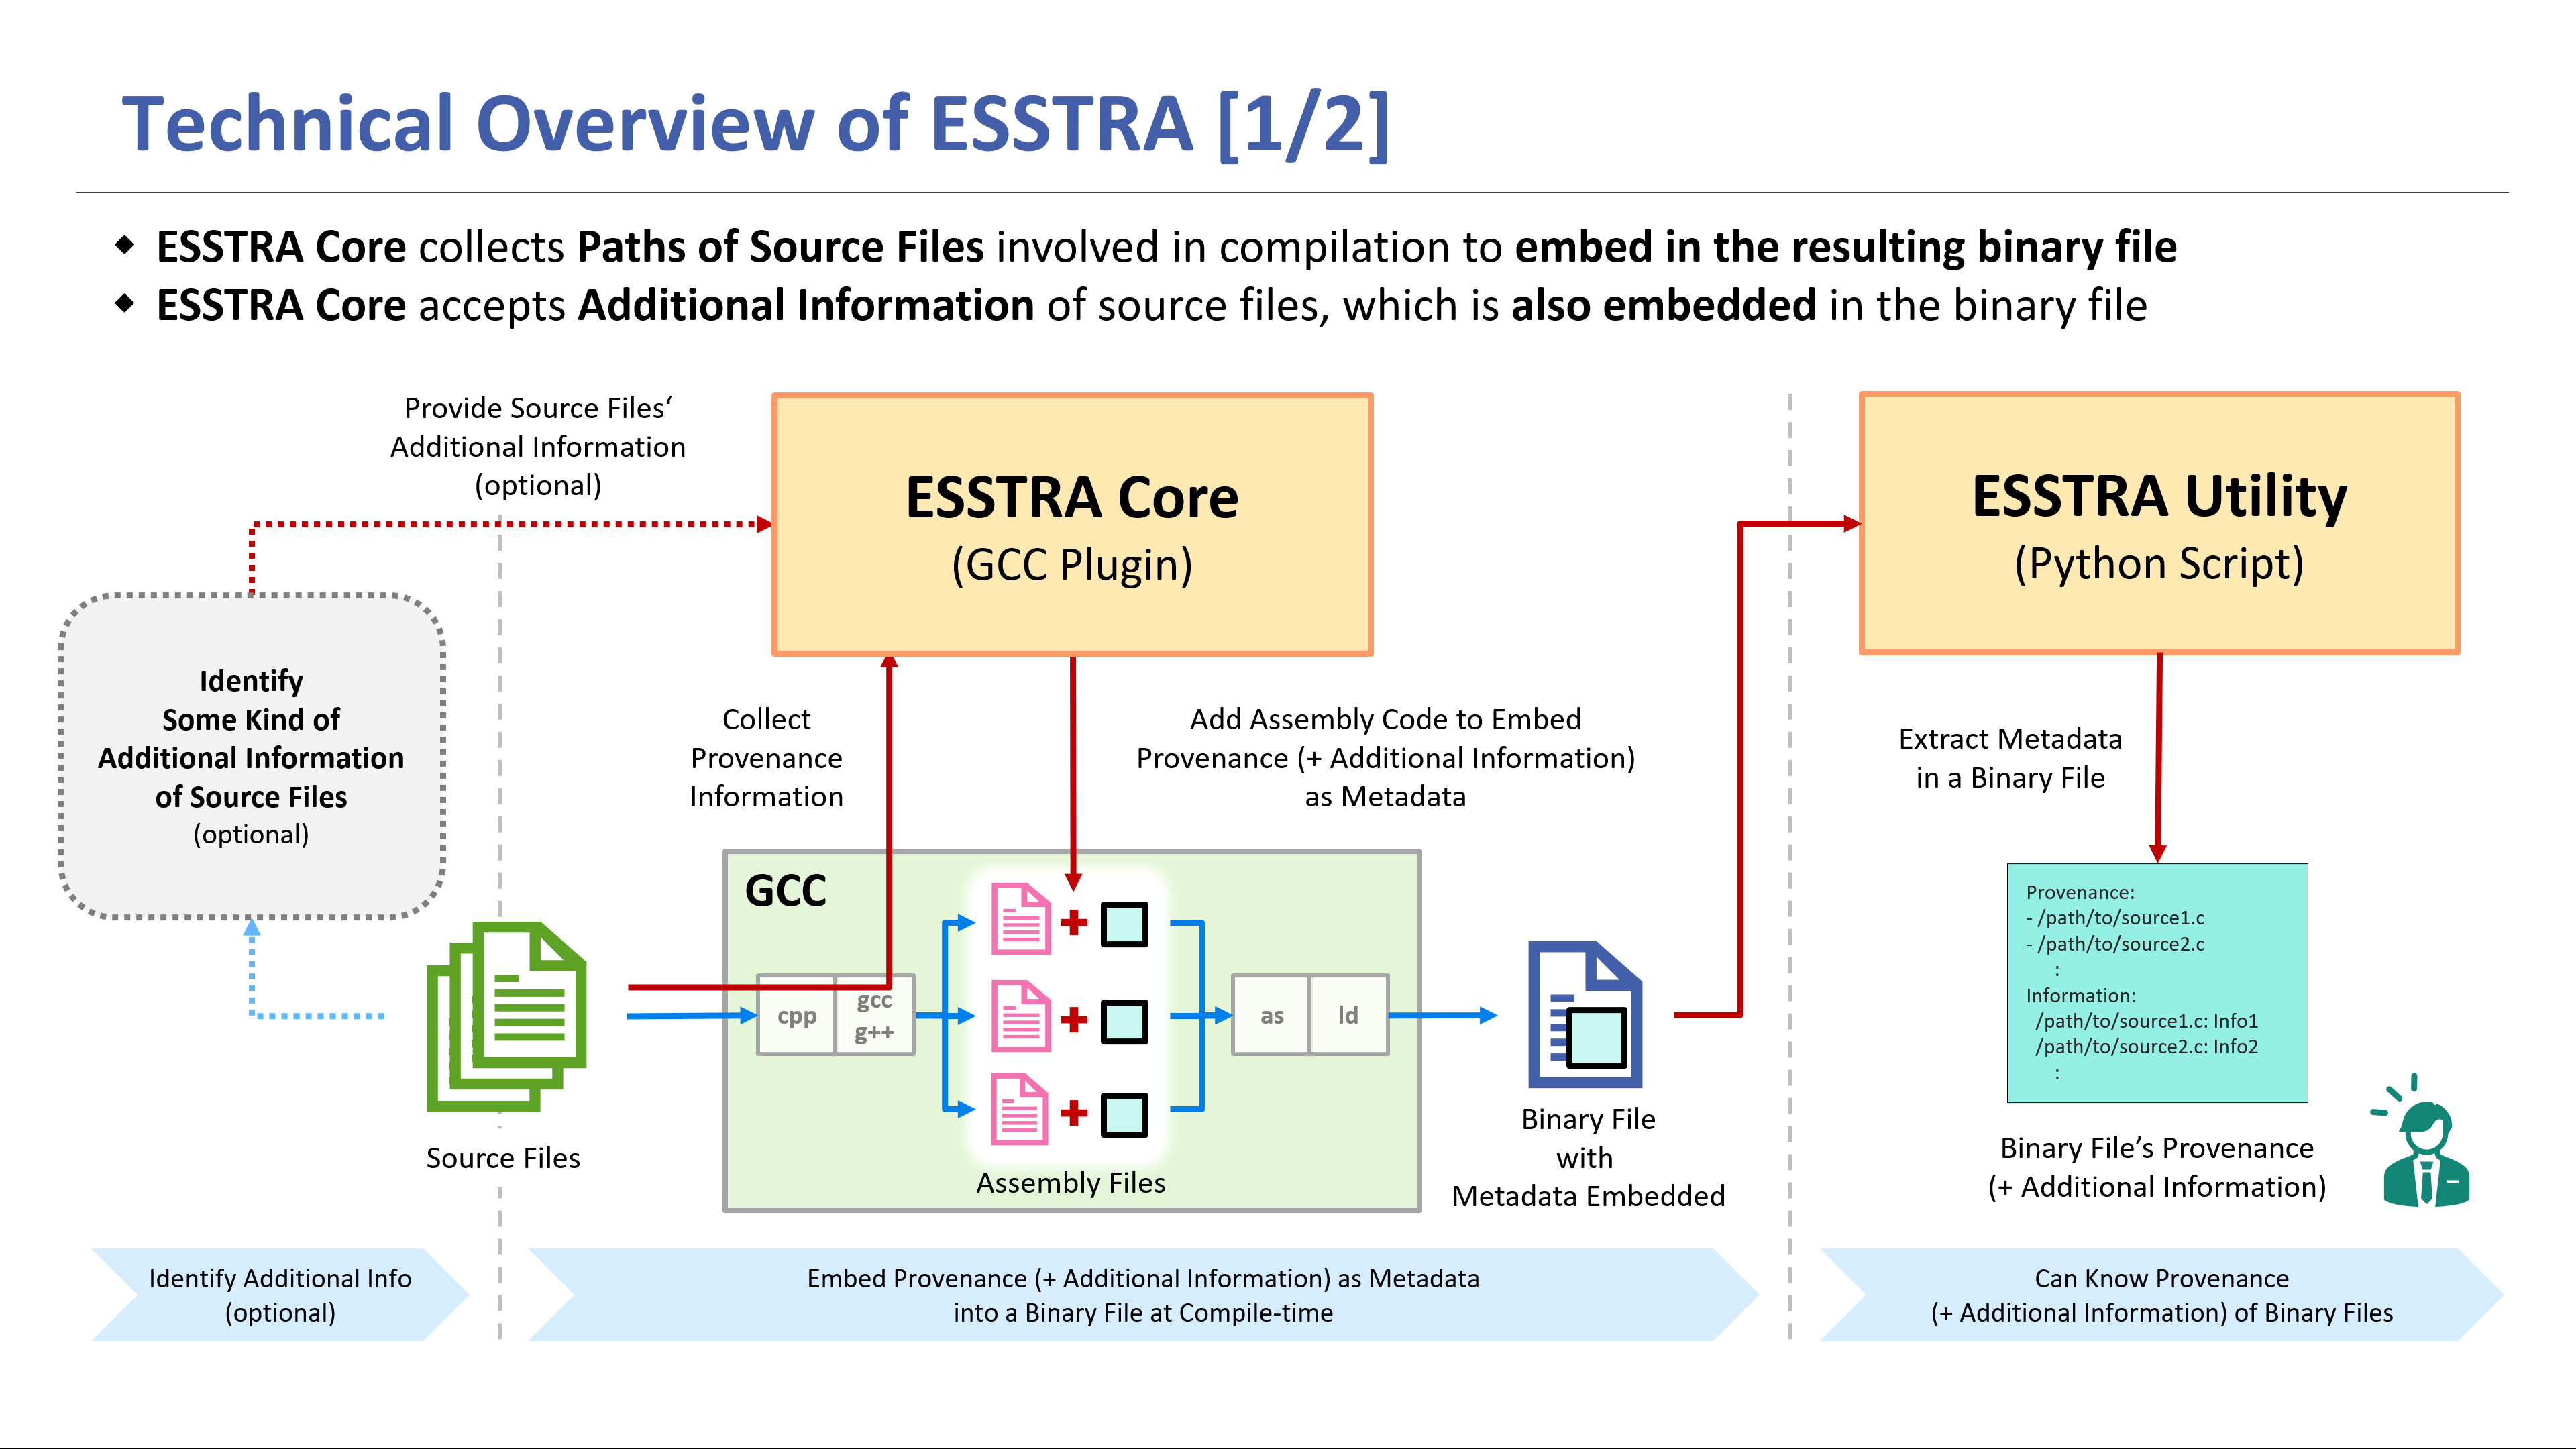 Technical Overview of ESSTRA [1/2]
◆ ESSTRA Core collects Paths of Source Files involved in compilation to embed in the resulting binary file
◆ ESSTRA Core accepts Additional Information of source files, which is also embedded in the binary file
Provide Source Files‘
Additional Information
(optional)
ESSTRA Core
(GCC Plugin)
ESSTRA Utility
(Python Script)
Identify
Some Kind of
Additional Information
of Source Files
(optional)
Collect
Provenance
Information
Add Assembly Code to Embed
Provenance (+ Additional Information)
as Metadata
Extract Metadata
in a Binary File
GCC
cpp
gcc
g++
as
ld
Assembly Files
Source Files
Binary File
with
Metadata Embedded
Provenance:
- /path/to/source1.c
- /path/to/source2.c
:
Information:
/path/to/source1.c: Info1
/path/to/source2.c: Info2
:
Binary File’s Provenance
(+ Additional Information)
Identify Additional Info
(optional)
Embed Provenance (+ Additional Information) as Metadata
into a Binary File at Compile-time
Can Know Provenance
(+ Additional Information) of Binary Files